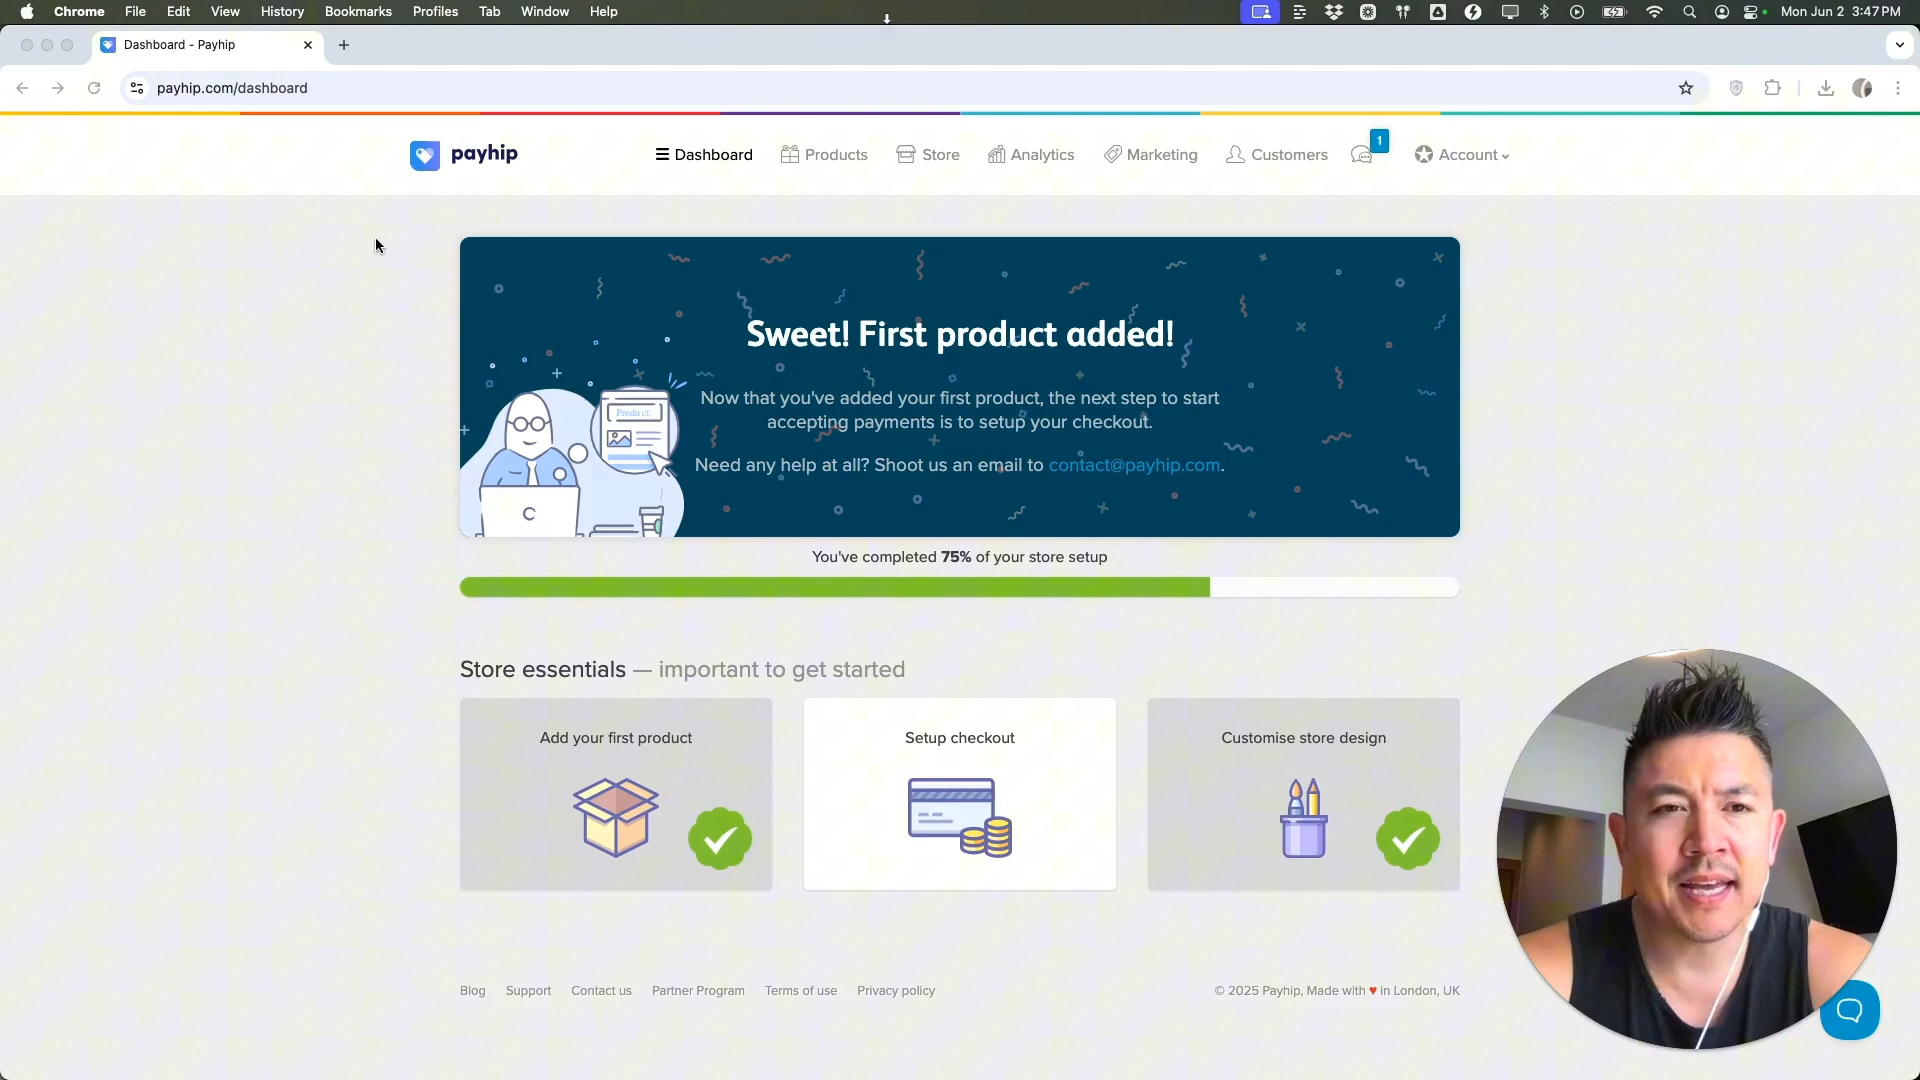 Chrome File Edit View History Bookmarks Profiles Tab Window Help
Mon Jun 2 3:47 PM
Dashboard - Payhip
payhip.com/dashboard
payhip
Dashboard Products Store Analytics Marketing Customers 1 Account
Sweet! First product added!
Now that you've added your first product, the next step to start
accepting payments is to setup your checkout.
Need any help at all? Shoot us an email to contact@payhip.com.
Product
C
You've completed 75% of your store setup
Store essentials — important to get started
Add your first product
Setup checkout
Customise store design
Blog Support Contact us Partner Program Terms of use Privacy policy
© 2025 Payhip, Made with ♥ in London, UK